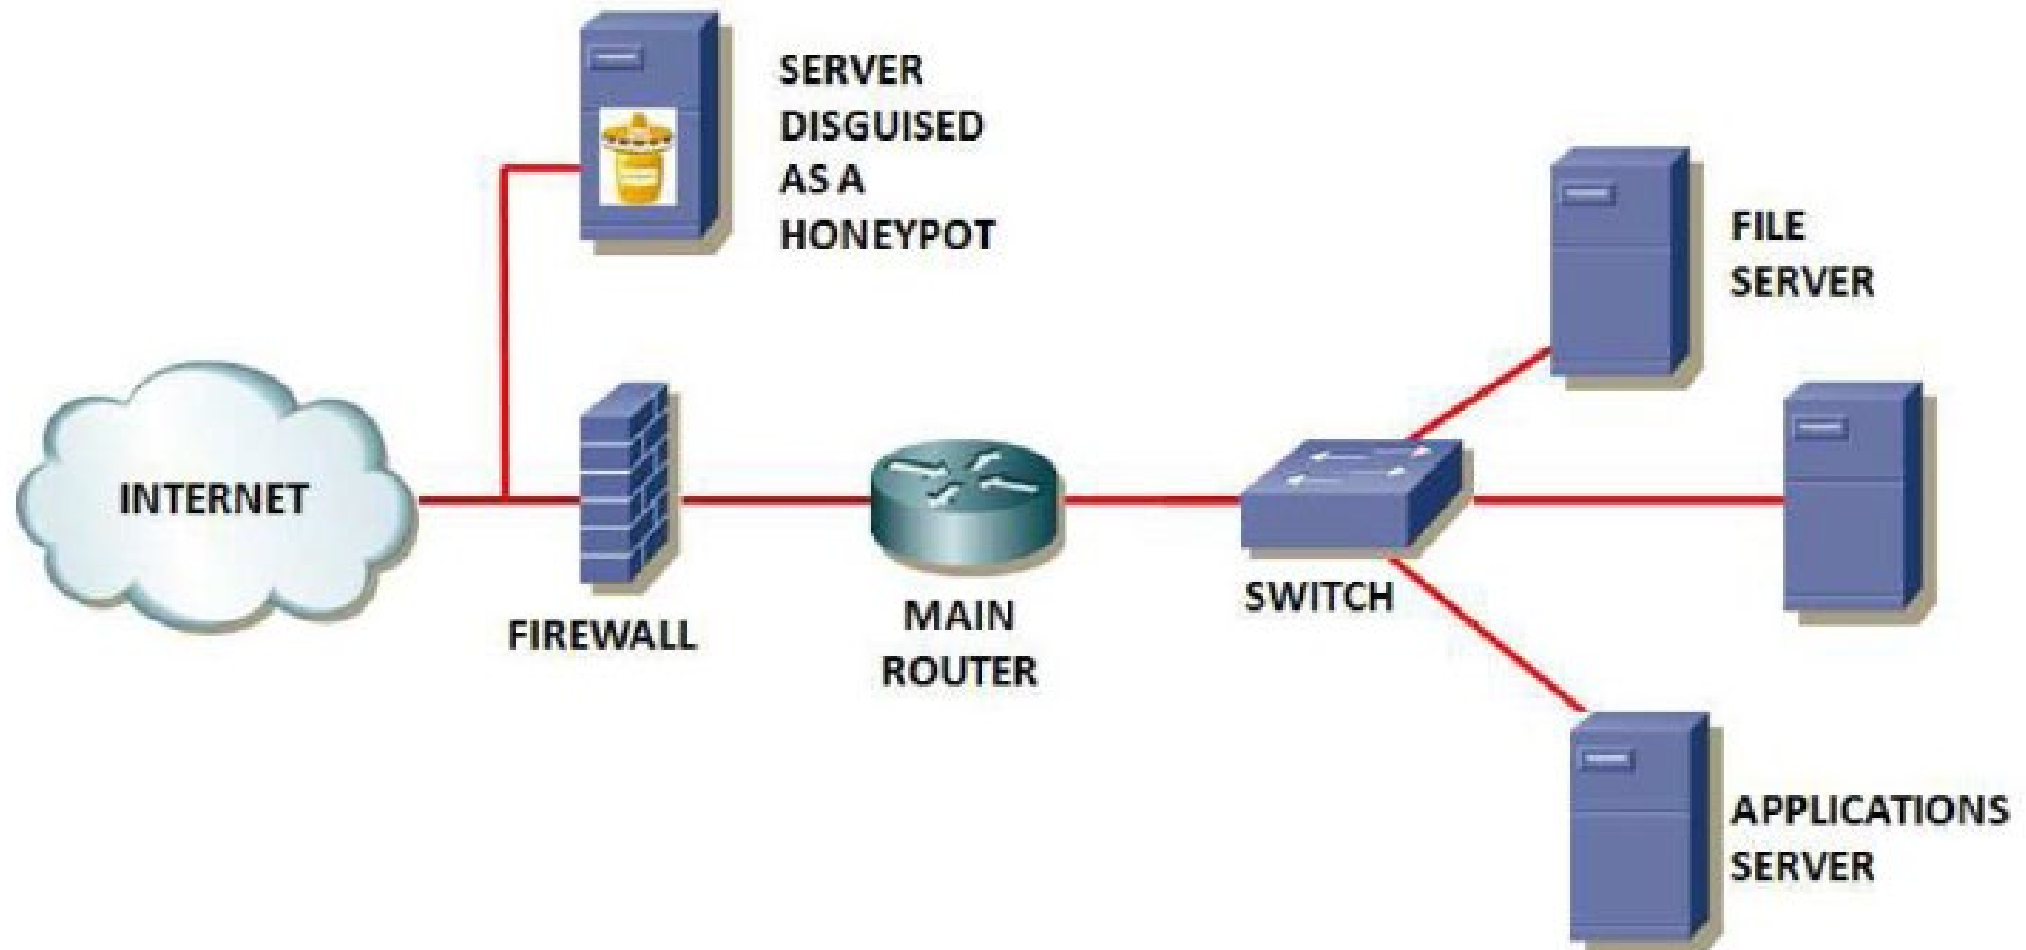 SERVER
DISGUISED
AS A
HONEYPOT
FILE
SERVER
INTERNET
FIREWALL
MAIN
ROUTER
SWITCH
APPLICATIONS
SERVER